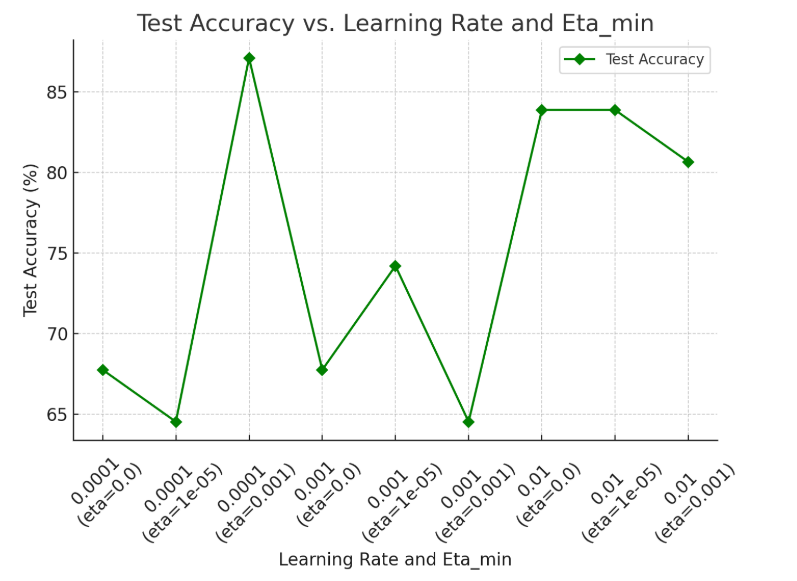 Test Accuracy vs. Learning Rate and Eta_min
Test Accuracy
Test Accuracy (%)
85
80
75
70
65
0.0001
(eta=0.0)
0.0001
(eta=1e-05)
0.0001
(eta=0.001)
0.001
(eta=0.0)
0.001
(eta=1e-05)
0.001
(eta=0.001)
0.01
(eta=0.0)
0.01
(eta=1e-05)
0.01
(eta=0.001)
Learning Rate and Eta_min